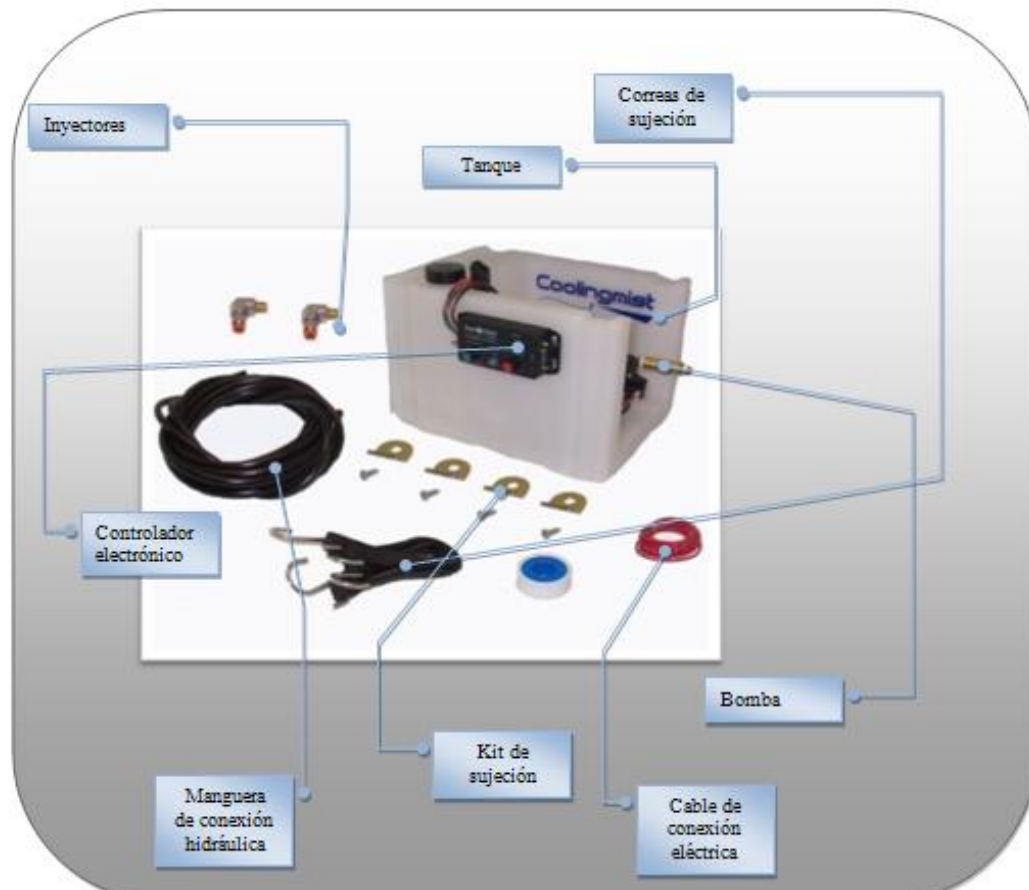 Correas de
sujeción
Inyectores
Tanque
Coolingmist
Controlador
electrónico
Bomba
Kit de
sujeción
Manguera
de conexión
hidráulica
Cable de
conexión
eléctrica